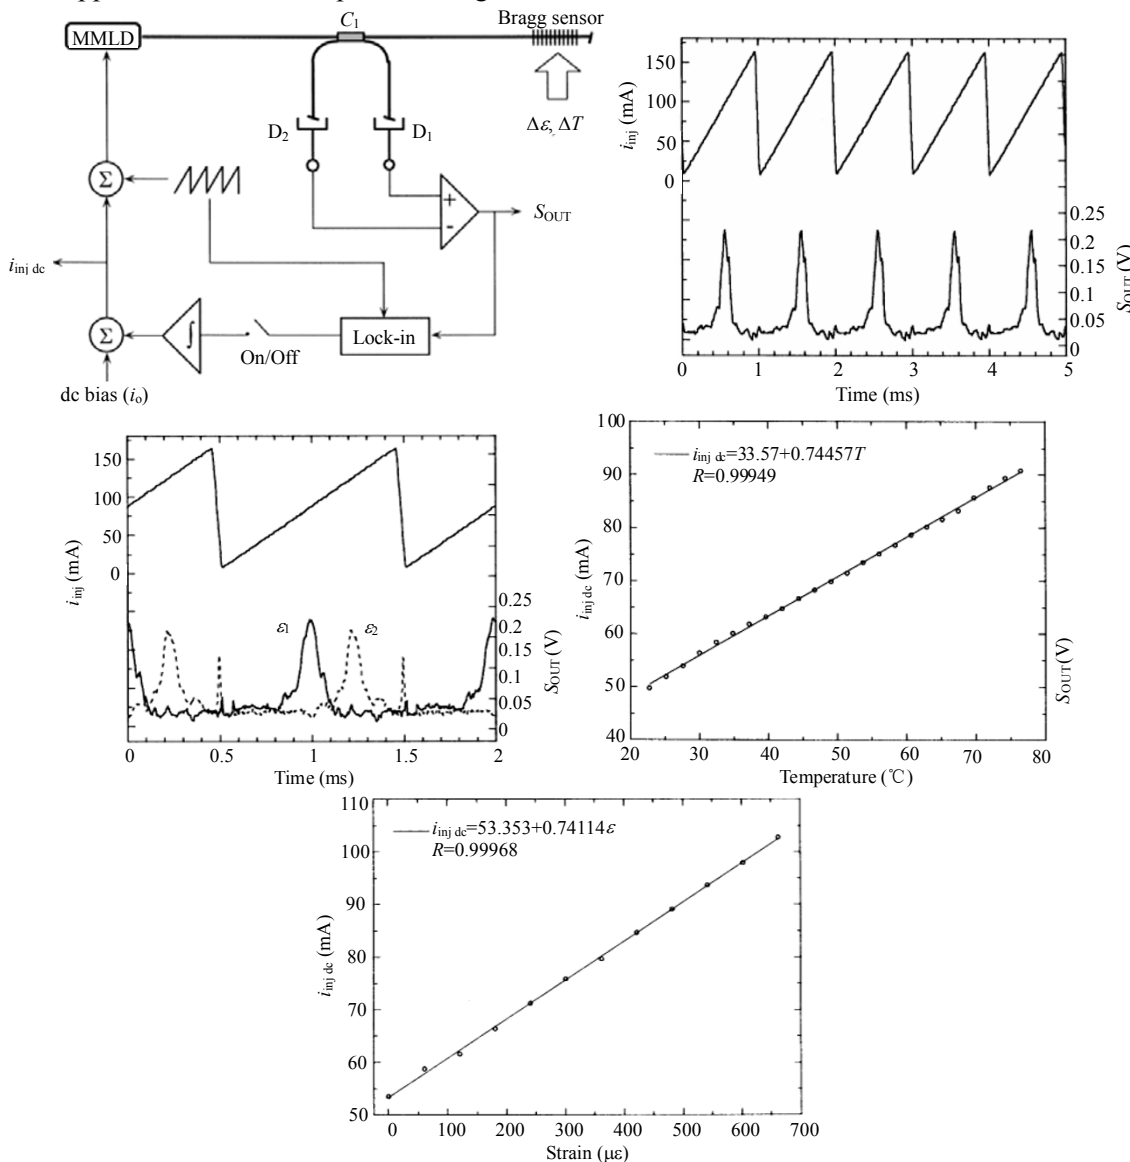 MMLD
C1
Bragg sensor
D2
D1
Δε, ΔT
Σ
+
-
SOUT
iinj dc
Σ
∫
On/Off
Lock-in
dc bias (io)
iinj (mA)
150
100
50
0
0.25
0.2
0.15
0.1
0.05
0
SOUT (V)
0 1 2 3 4 5
Time (ms)
iinj (mA)
150
100
50
0
ε1
ε2
0.25
0.2
0.15
0.1
0.05
0
SOUT (V)
0 0.5 1 1.5 2
Time (ms)
iinj dc=33.57+0.74457T
R=0.99949
iinj dc (mA)
100
90
80
70
60
50
40
SOUT(V)
20 30 40 50 60 70 80
Temperature (℃)
iinj dc=53.353+0.74114ε
R=0.99968
iinj dc (mA)
110
100
90
80
70
60
50
0 100 200 300 400 500 600 700
Strain (με)